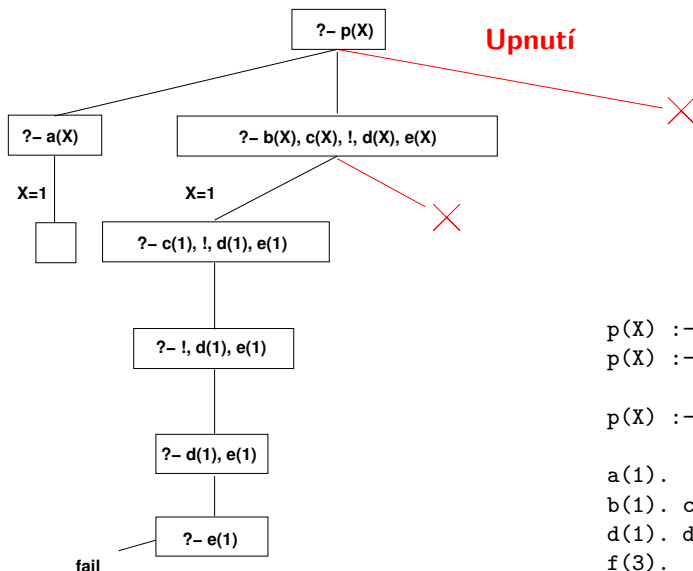 ?– p(X)
Upnutí
?– a(X)
?– b(X), c(X), !, d(X), e(X)
X=1
X=1
?– c(1), !, d(1), e(1)
?– !, d(1), e(1)
?– d(1), e(1)
?– e(1)
fail
p(X) :–
p(X) :–
p(X) :–
a(1).
b(1). c
d(1). d
f(3).